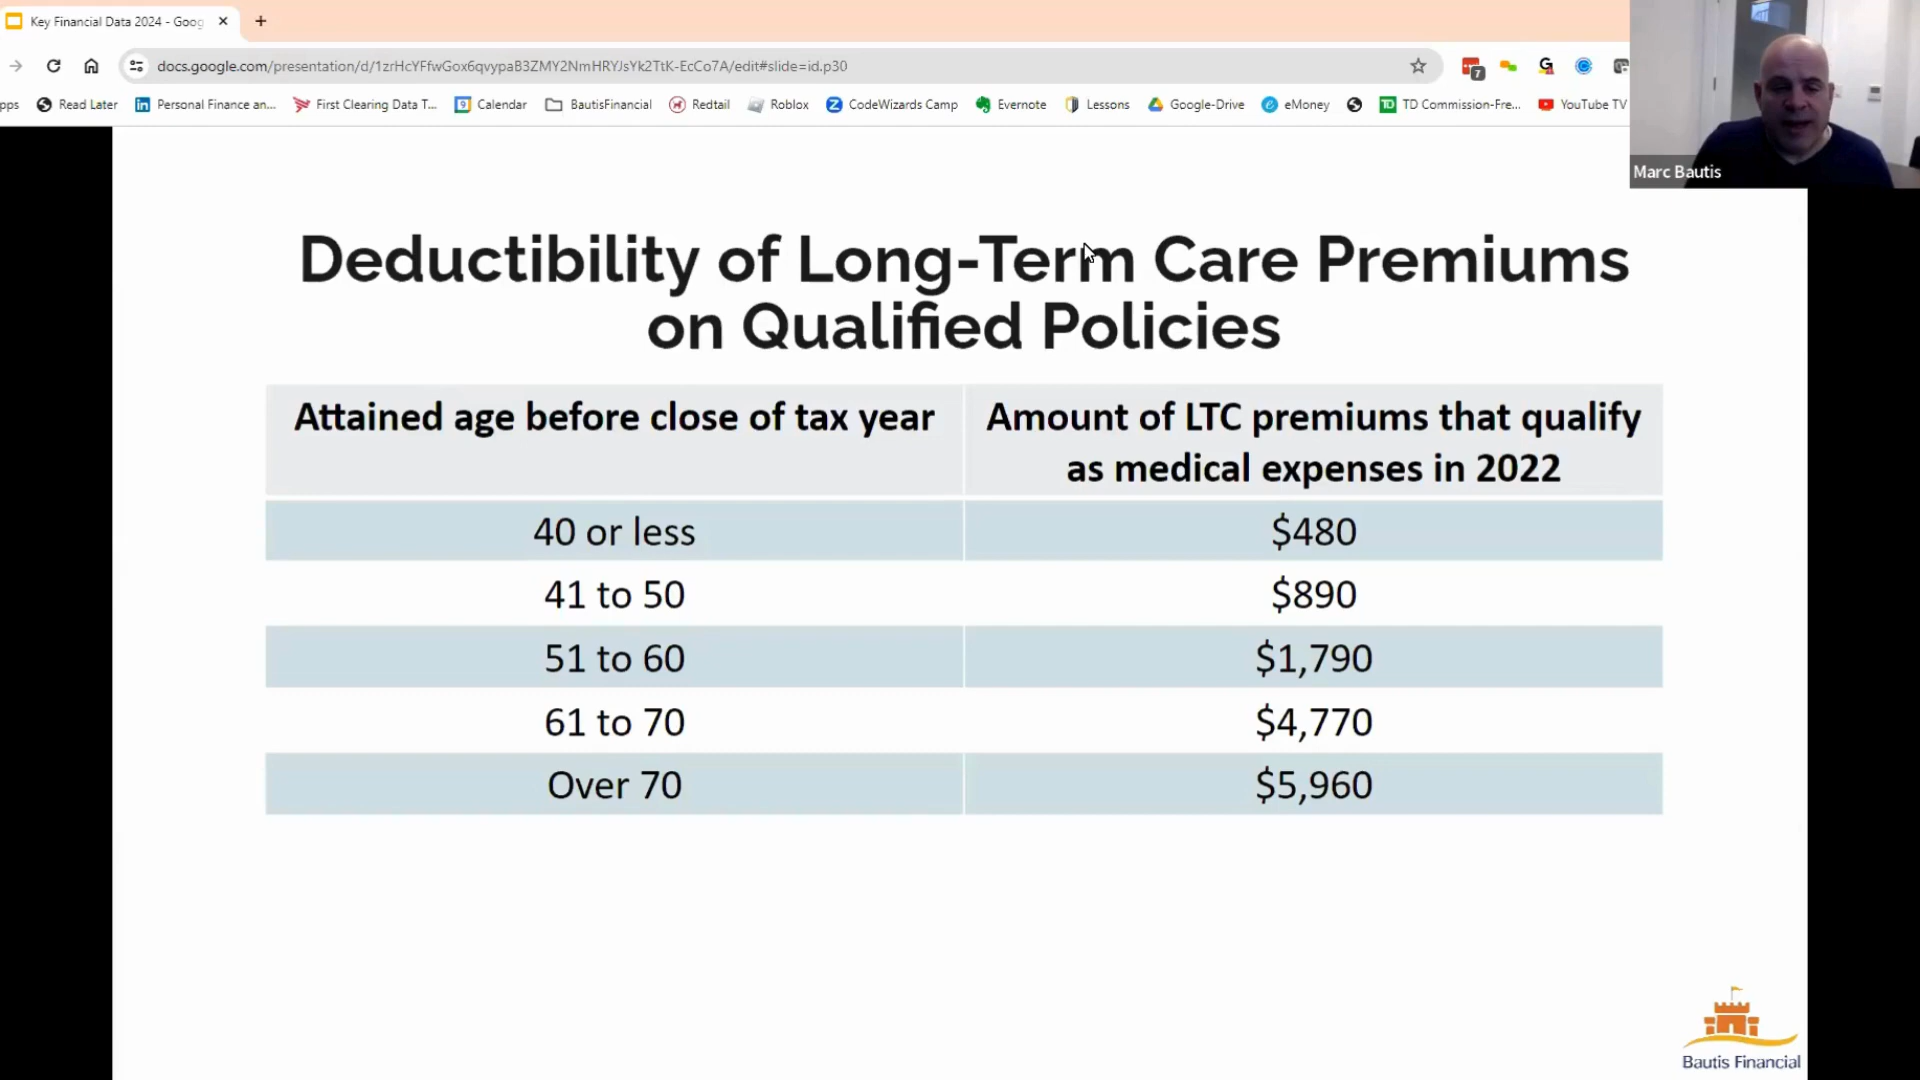 Key Financial Data 2024 - Goog
docs.google.com/presentation/d/1zrHcYFfwGox6qvypaB3ZMY2NmHRYJsYk2TtK-EcCo7A/edit#slide=id.p30
7
pps Read Later Personal Finance an... First Clearing Data T... Calendar BautisFinancial Redtail Roblox CodeWizards Camp Evernote Lessons Google-Drive eMoney TD Commission-Fre... YouTube TV
Marc Bautis
Deductibility of Long-Term Care Premiums
on Qualified Policies
Attained age before close of tax year
Amount of LTC premiums that qualify
as medical expenses in 2022
40 or less $480
41 to 50 $890
51 to 60 $1,790
61 to 70 $4,770
Over 70 $5,960
Bautis Financial